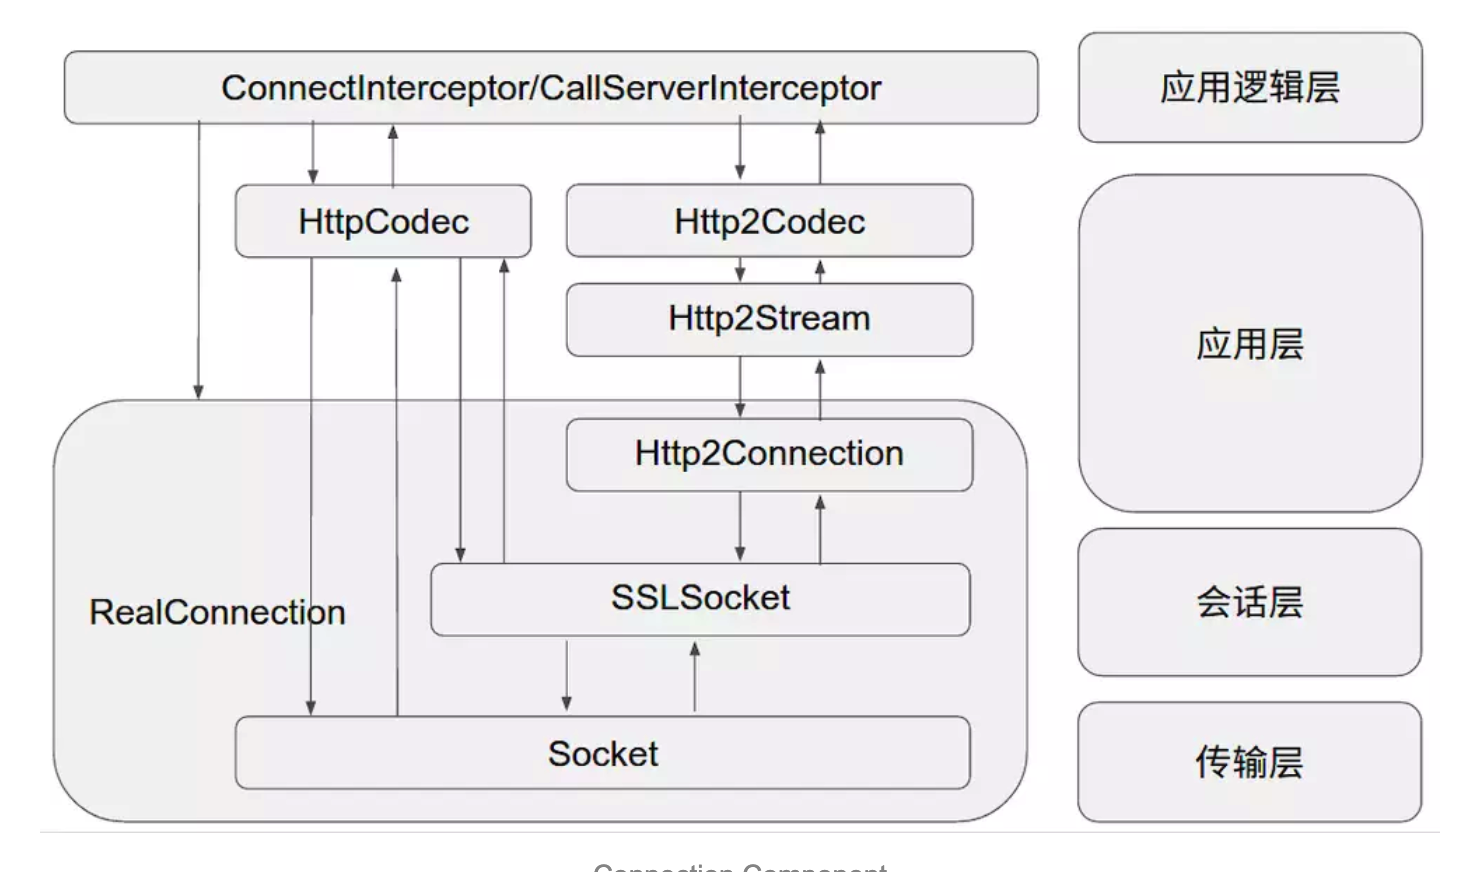 ConnectInterceptor/CallServerInterceptor
应用逻辑层
HttpCodec
Http2Codec
Http2Stream
应用层
Http2Connection
SSLSocket
会话层
RealConnection
Socket
传输层
Connection Component